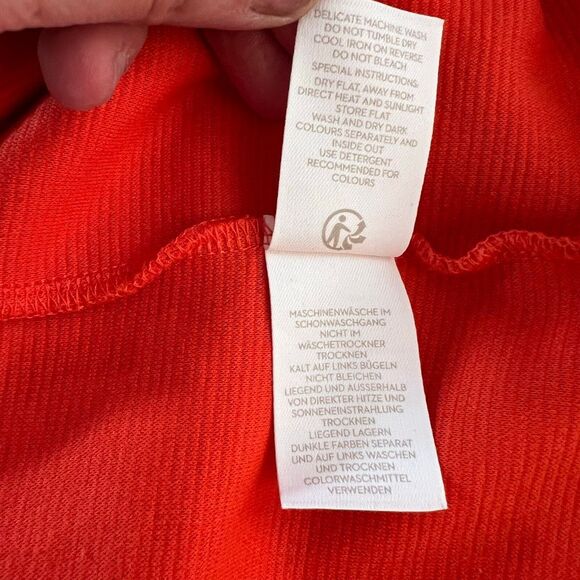 DELICATE MACHINE WASH
DO NOT TUMBLE DRY
COOL IRON ON REVERSE
DO NOT BLEACH
SPECIAL INSTRUCTIONS:
DRY FLAT, AWAY FROM
DIRECT HEAT AND SUNLIGHT
STORE FLAT
WASH AND DRY DARK
COLOURS SEPARATELY AND
INSIDE OUT
USE DETERGENT
RECOMMENDED FOR
COLOURS
MASCHINENWÄSCHE IM
SCHONWASCHGANG
NICHT IM
WÄSCHETROCKNER
TROCKNEN
KALT AUF LINKS BÜGELN
NICHT BLEICHEN
LIEGEND UND AUSSERHALB
VON DIREKTER HITZE UND
SONNENEINSTRAHLUNG
TROCKNEN
LIEGEND LAGERN
DUNKLE FARBEN SEPARAT
UND AUF LINKS WASCHEN
UND TROCKNEN
COLORWASCHMITTEL
VERWENDEN